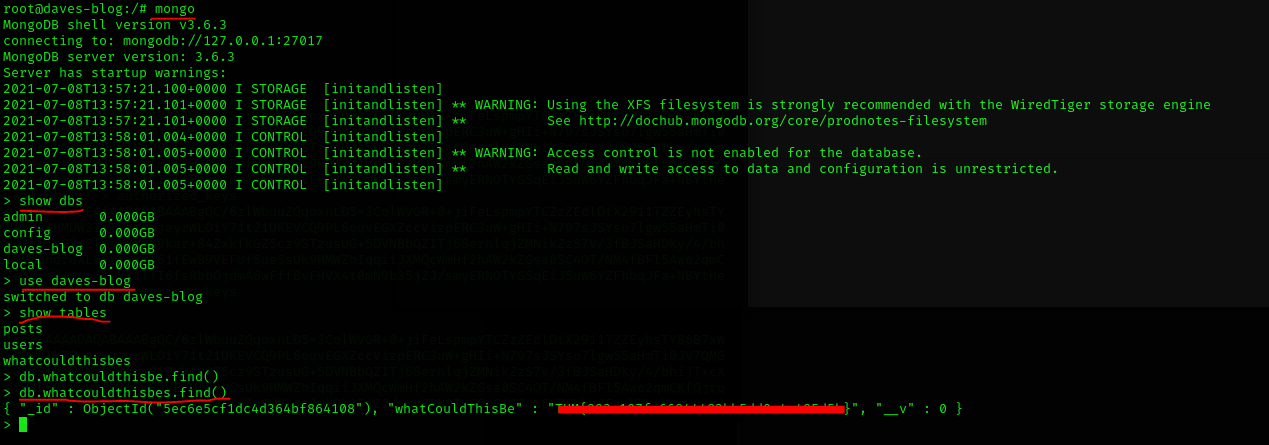 root@daves-blog:/# mongo
MongoDB shell version v3.6.3
connecting to: mongodb://127.0.0.1:27017
MongoDB server version: 3.6.3
Server has startup warnings:
2021-07-08T13:57:21.100+0000 I STORAGE  [initandlisten]
2021-07-08T13:57:21.101+0000 I STORAGE  [initandlisten] ** WARNING: Using the XFS filesystem is strongly recommended with the WiredTiger storage engine
2021-07-08T13:57:21.101+0000 I STORAGE  [initandlisten] **          See http://dochub.mongodb.org/core/prodnotes-filesystem
2021-07-08T13:58:01.004+0000 I CONTROL  [initandlisten]
2021-07-08T13:58:01.005+0000 I CONTROL  [initandlisten] ** WARNING: Access control is not enabled for the database.
2021-07-08T13:58:01.005+0000 I CONTROL  [initandlisten] **          Read and write access to data and configuration is unrestricted.
2021-07-08T13:58:01.005+0000 I CONTROL  [initandlisten]
> show dbs
admin       0.000GB
config      0.000GB
daves-blog  0.000GB
local       0.000GB
> use daves-blog
switched to db daves-blog
> show tables
posts
users
whatcouldthisbes
> db.whatcouldthisbe.find()
> db.whatcouldthisbes.find()
{ "_id" : ObjectId("5ec6e5cf1dc4d364bf864108"), "whatCouldThisBe" : "}", "__v" : 0 }
>